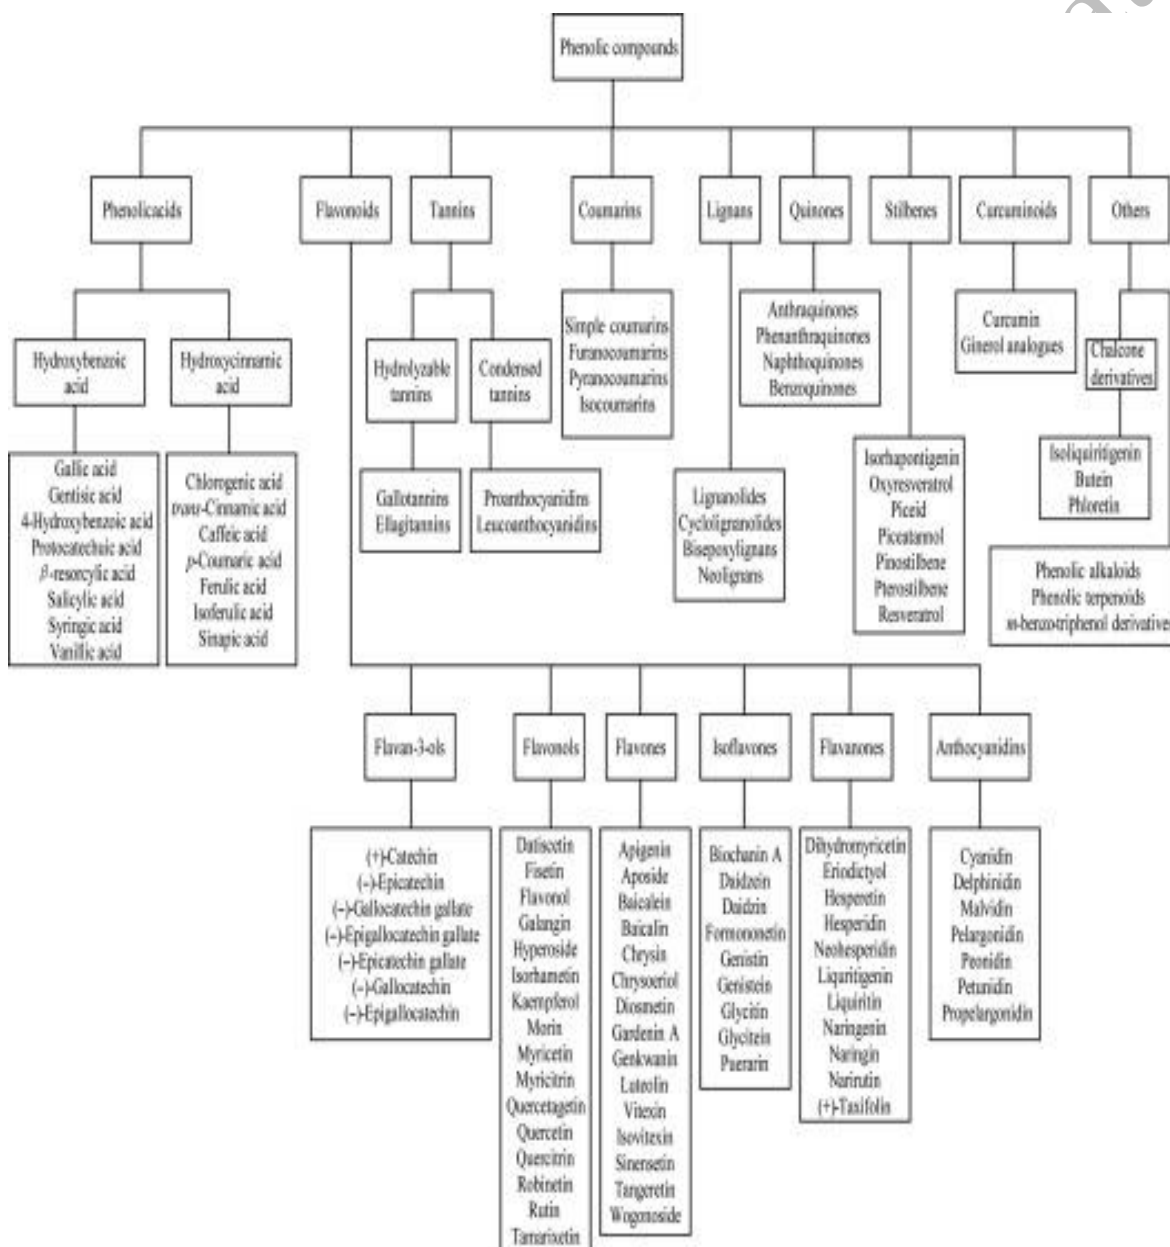 Phenolic compounds
Phenolicacids
Flavonoids
Tannins
Coumarins
Lignans
Quinones
Stilbenes
Curcuminoids
Others
Hydroxybenzoic
acid
Hydroxycinnamic
acid
Hydrolyzable
tannins
Condensed
tannins
Simple coumarins
Furanocoumarins
Pyranocoumarins
Isocoumarins
Anthraquinones
Phenanthraquinones
Naphthoquinones
Benzoquinones
Curcumin
Ginerol analogues
Chalcone
derivatives
Gallic acid
Gentisic acid
4-Hydroxybenzoic acid
Protocatechuic acid
β-resorcylic acid
Salicylic acid
Syringic acid
Vanillic acid
Chlorogenic acid
trans-Cinnamic acid
Caffeic acid
p-Coumaric acid
Ferulic acid
Isoferulic acid
Sinapic acid
Gallotannins
Ellagitannins
Proanthocyanidins
Leucoanthocyanidins
Lignanolides
Cycloligranolides
Bisepoxylignans
Neolignans
Isorhapontigenin
Oxyresveratrol
Piceid
Piceatannol
Pinostilbene
Pterostilbene
Resveratrol
Isoliquiritigenin
Butein
Phloretin
Phenolic alkaloids
Phenolic terpenoids
m-benzo-triphenol derivatives
Flavan-3-ols
Flavonols
Flavones
Isoflavones
Flavanones
Anthocyanidins
(+)-Catechin
(−)-Epicatechin
(−)-Gallocatechin gallate
(−)-Epigallocatechin gallate
(−)-Epicatechin gallate
(−)-Gallocatechin
(−)-Epigallocatechin
Datiscetin
Fisetin
Flavonol
Galangin
Hyperoside
Isorhametin
Kaempferol
Morin
Myricetin
Myricitrin
Quercetagetin
Quercetin
Quercitrin
Robinetin
Rutin
Tamarixetin
Apigenin
Aposide
Baicalein
Baicalin
Chrysin
Chrysoeriol
Diosmetin
Gardenin A
Genkwanin
Luteolin
Vitexin
Isovitexin
Sinensetin
Tangeretin
Wogonoside
Biochanin A
Daidzein
Daidzin
Formononetin
Genistin
Genistein
Glycitin
Glycitein
Puerarin
Dihydromyricetin
Eriodictyol
Hesperetin
Hesperidin
Neohesperidin
Liquritigenin
Liquiritin
Naringenin
Naringin
Narirutin
(+)-Taxifolin
Cyanidin
Delphinidin
Malvidin
Pelargonidin
Peonidin
Petunidin
Propelargonidin